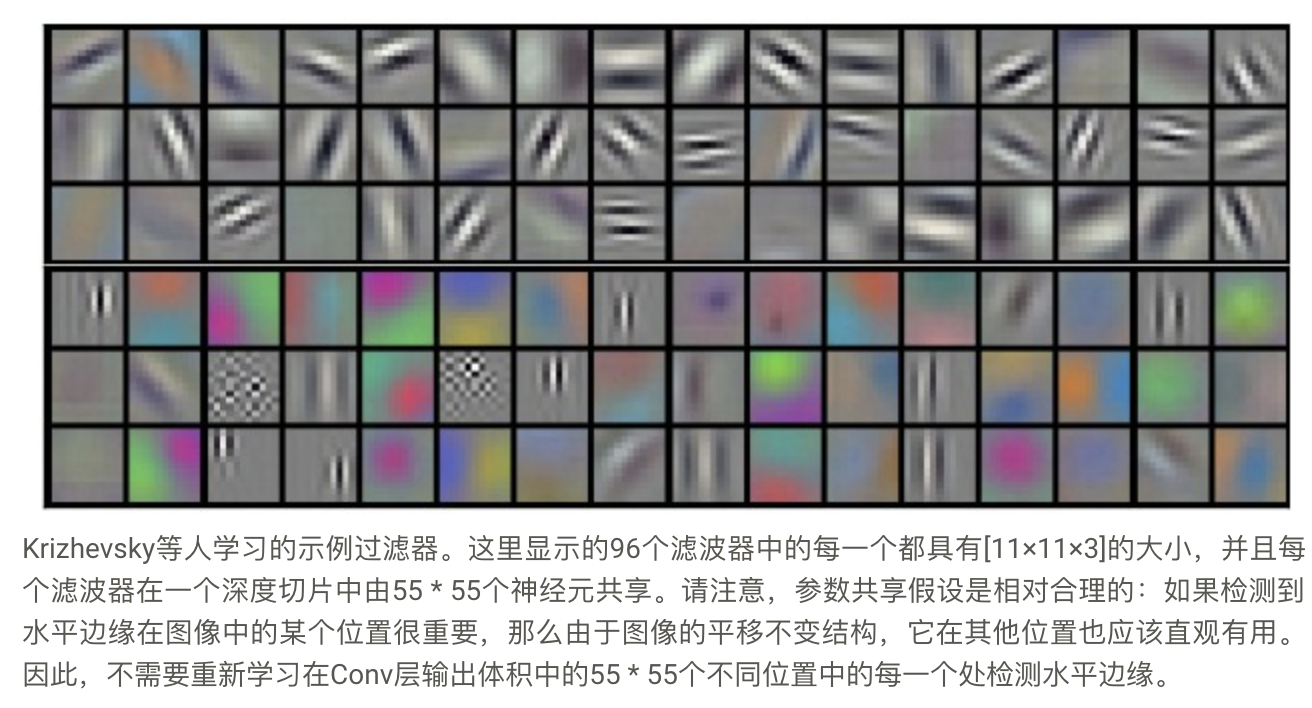 Krizhevsky等人学习的示例过滤器。这里显示的96个滤波器中的每一个都具有[11×11×3]的大小，并且每
个滤波器在一个深度切片中由55 * 55个神经元共享。请注意，参数共享假设是相对合理的：如果检测到
水平边缘在图像中的某个位置很重要，那么由于图像的平移不变结构，它在其他位置也应该直观有用。
因此，不需要重新学习在Conv层输出体积中的55 * 55个不同位置中的每一个处检测水平边缘。